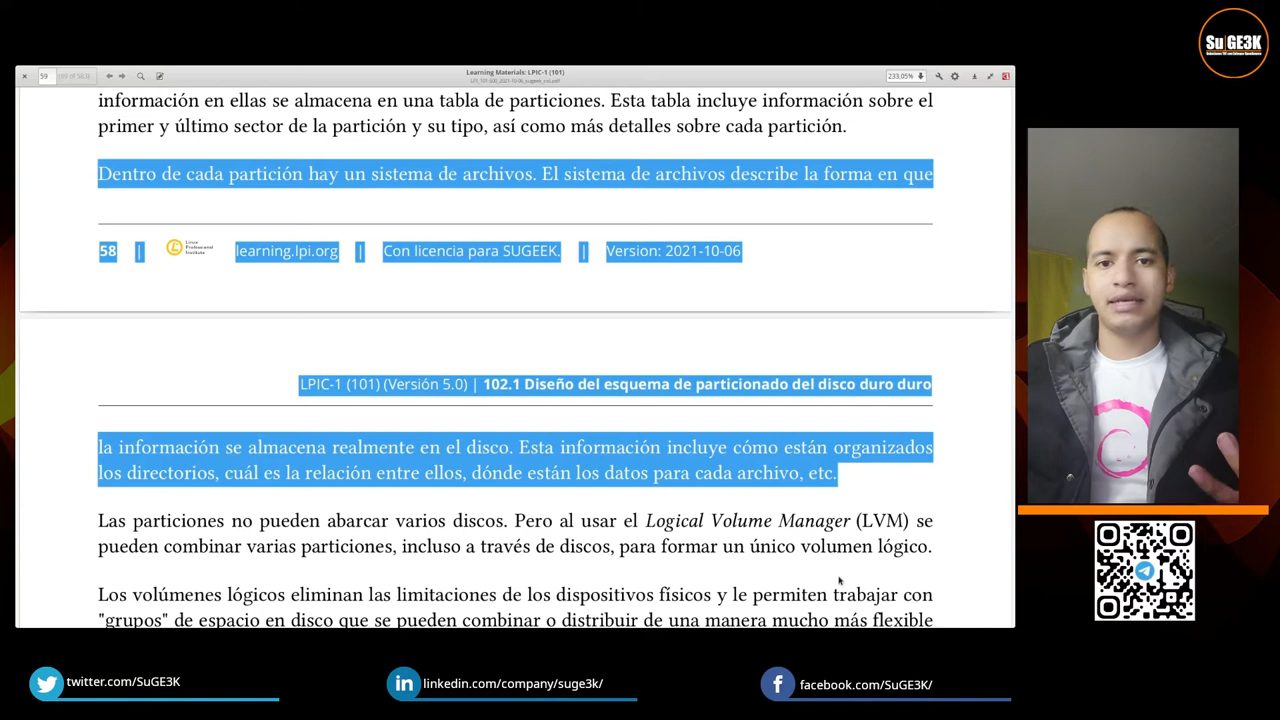 SuGE3K
Learning Materials: LPIC-1 (101)
59
233,05%
información en ellas se almacena en una tabla de particiones. Esta tabla incluye información sobre el
primer y último sector de la partición y su tipo, así como más detalles sobre cada partición.
Dentro de cada partición hay un sistema de archivos. El sistema de archivos describe la forma en que
58 | Linux Professional Institute learning.lpi.org | Con licencia para SUGEEK. | Version: 2021-10-06
LPIC-1 (101) (Versión 5.0) | 102.1 Diseño del esquema de particionado del disco duro duro
la información se almacena realmente en el disco. Esta información incluye cómo están organizados
los directorios, cuál es la relación entre ellos, dónde están los datos para cada archivo, etc.
Las particiones no pueden abarcar varios discos. Pero al usar el Logical Volume Manager (LVM) se
pueden combinar varias particiones, incluso a través de discos, para formar un único volumen lógico.
Los volúmenes lógicos eliminan las limitaciones de los dispositivos físicos y le permiten trabajar con
"grupos" de espacio en disco que se pueden combinar o distribuir de una manera mucho más flexible
twitter.com/SuGE3K
linkedin.com/company/suge3k/
facebook.com/SuGE3K/